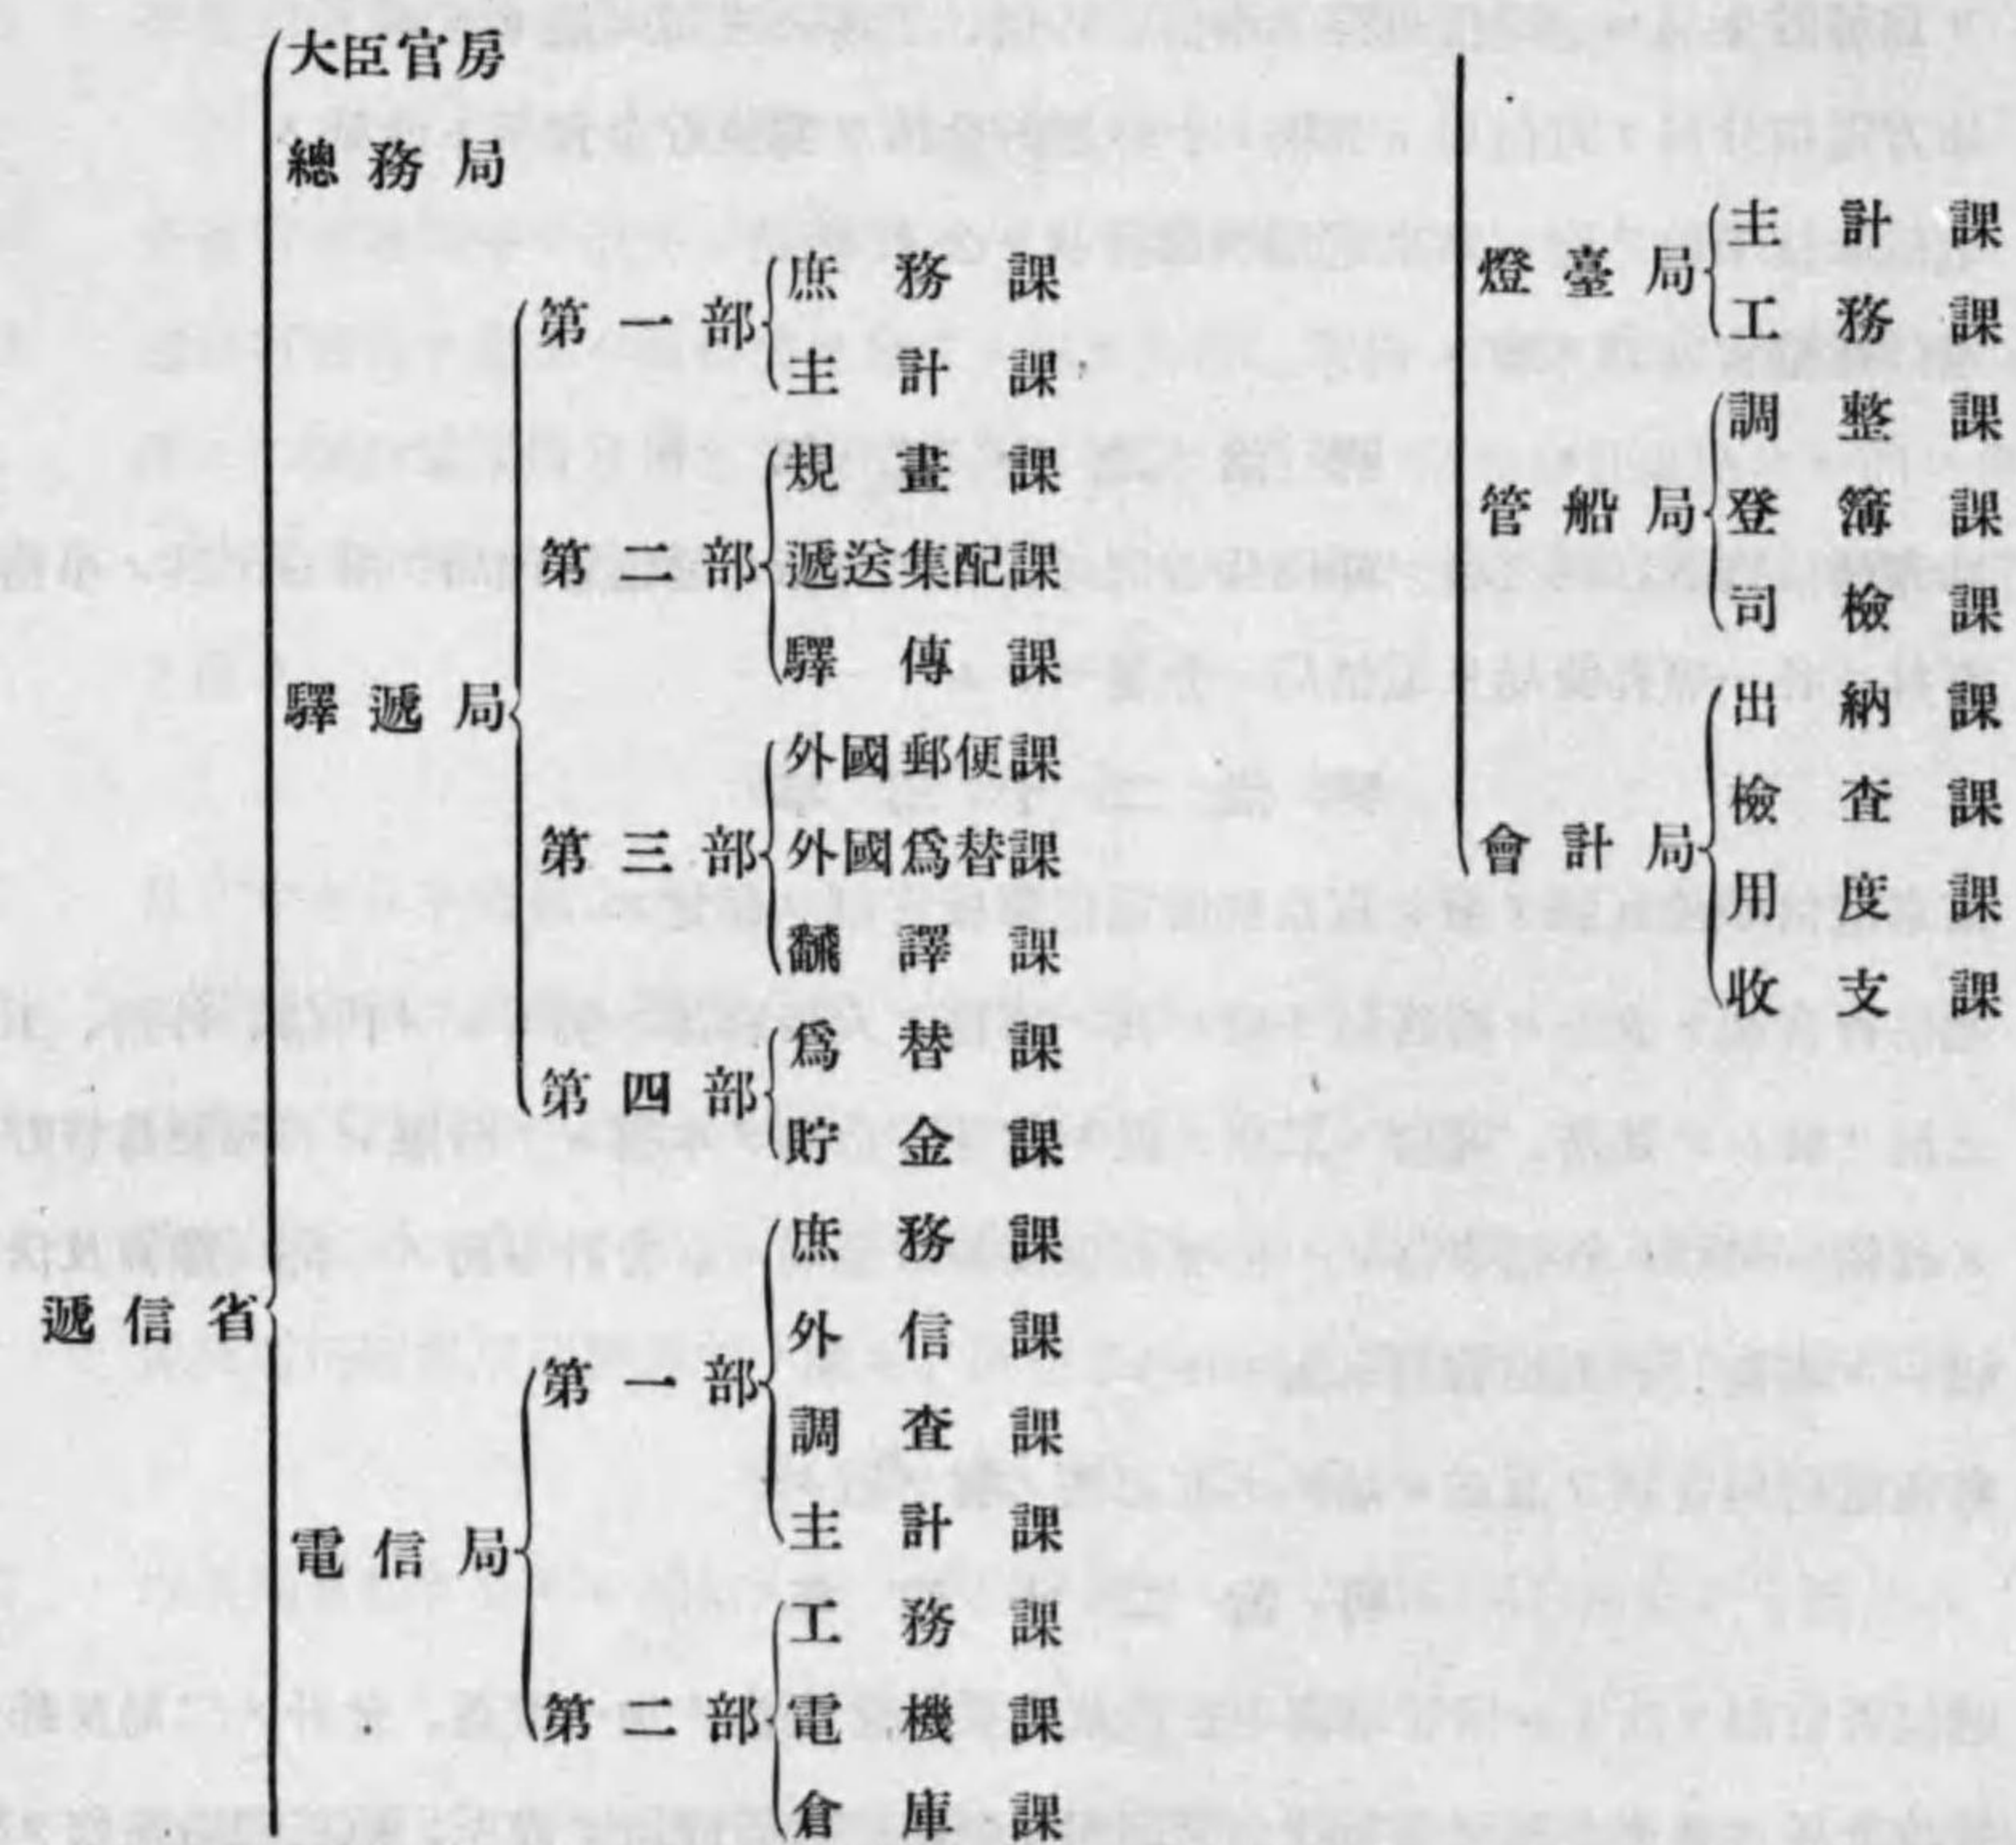 遞信省
大臣官房
總務局
驛遞局
第一部
庶務課
主計課
第二部
規畫課
遞送集配課
驛傳課
第三部
外國郵便課
外國爲替課
飜譯課
第四部
爲替課
貯金課
電信局
第一部
庶務課
外信課
調査課
主計課
第二部
工務課
電機課
倉庫課
燈臺局
主計課
工務課
管船局
調整課
登簿課
司檢課
會計局
出納課
檢査課
用度課
收支課